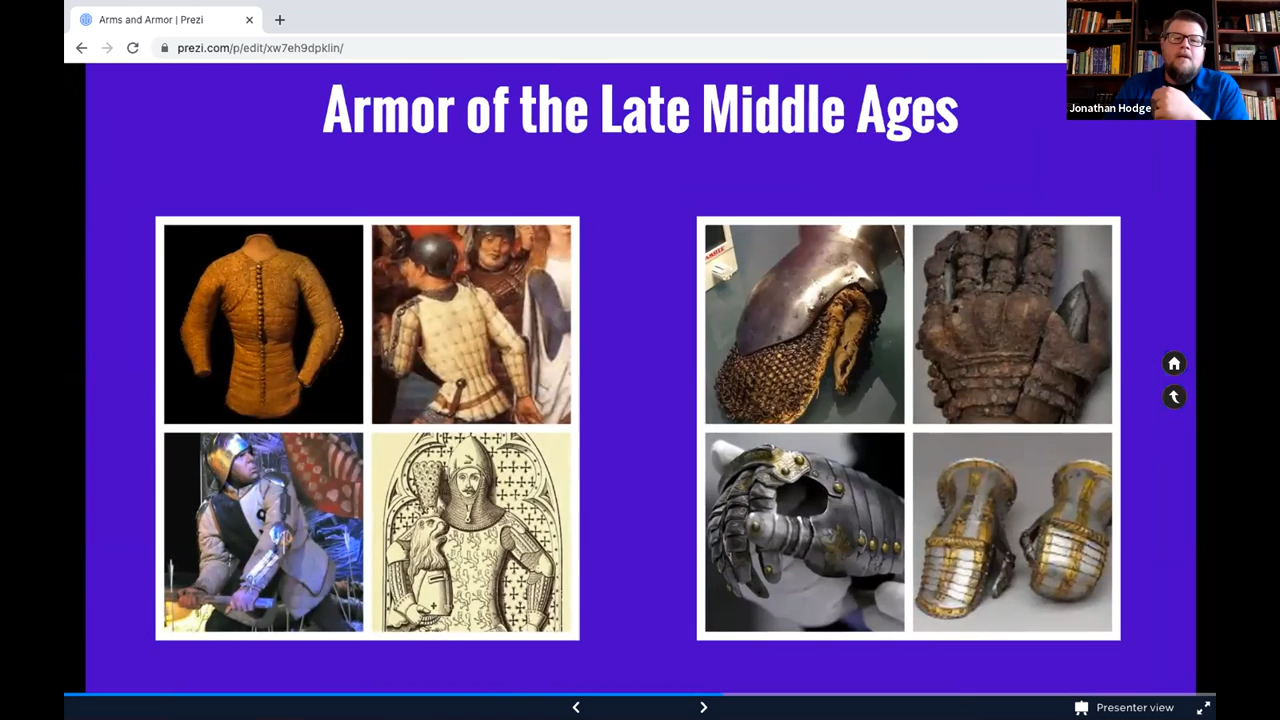 Arms and Armor | Prezi
prezi.com/p/edit/xw7eh9dpklin/
Jonathan Hodge
Armor of the Late Middle Ages
Presenter view